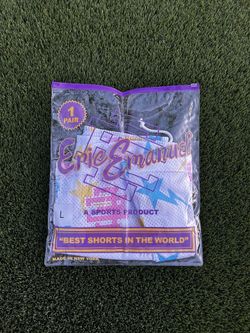 1
PAIR
Eric Emanuel
L
A SPORTS PRODUCT
"BEST SHORTS IN THE WORLD"
MADE IN NEW YORK